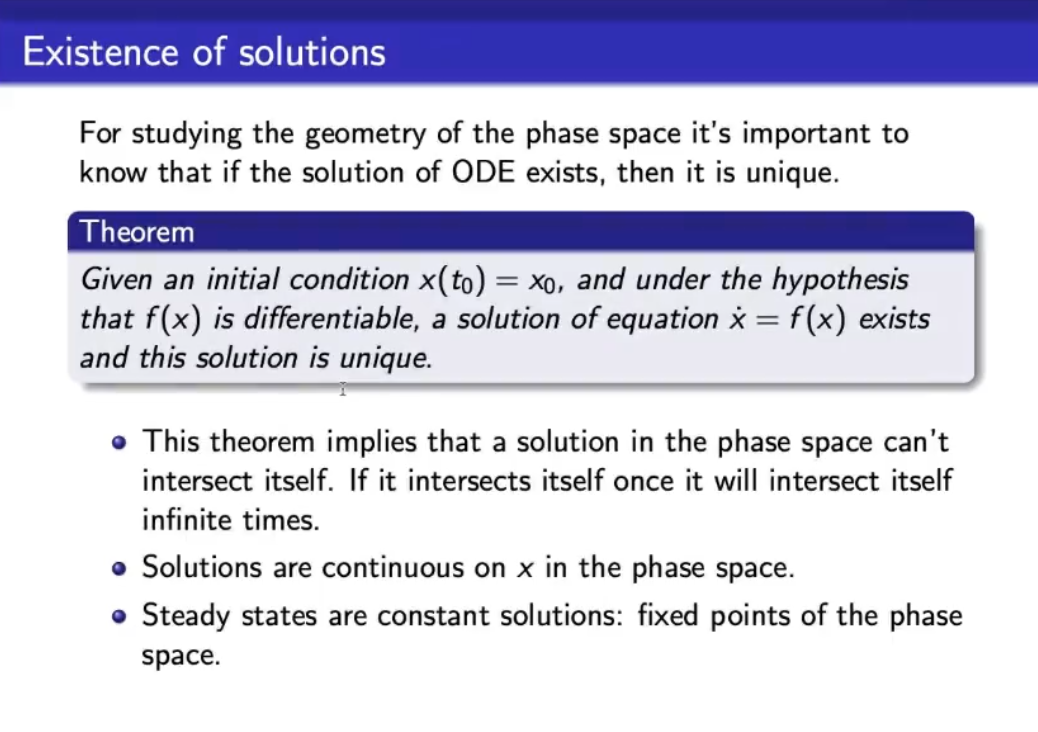 Existence of solutions
For studying the geometry of the phase space it's important to
know that if the solution of ODE exists, then it is unique.
Theorem
Given an initial condition x(t₀) = x₀, and under the hypothesis
that f(x) is differentiable, a solution of equation ẋ = f(x) exists
and this solution is unique.
This theorem implies that a solution in the phase space can't
intersect itself. If it intersects itself once it will intersect itself
infinite times.
Solutions are continuous on x in the phase space.
Steady states are constant solutions: fixed points of the phase
space.